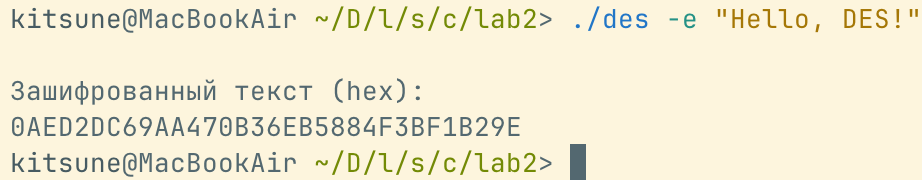 kitsune@MacBookAir ~/D/l/s/c/lab2> ./des -e "Hello, DES!"
Зашифрованный текст (hex):
0AED2DC69AA470B36EB5884F3BF1B29E
kitsune@MacBookAir ~/D/l/s/c/lab2>